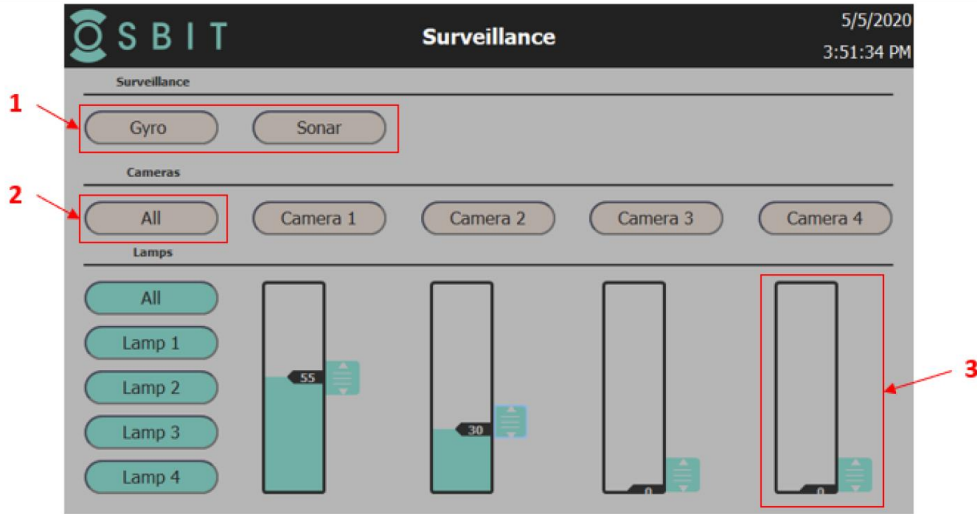 OSBIT
Surveillance
5/5/2020
3:51:34 PM
Surveillance
1
Gyro
Sonar
Cameras
2
All
Camera 1
Camera 2
Camera 3
Camera 4
Lamps
All
Lamp 1
Lamp 2
Lamp 3
Lamp 4
55
30
0
0
3